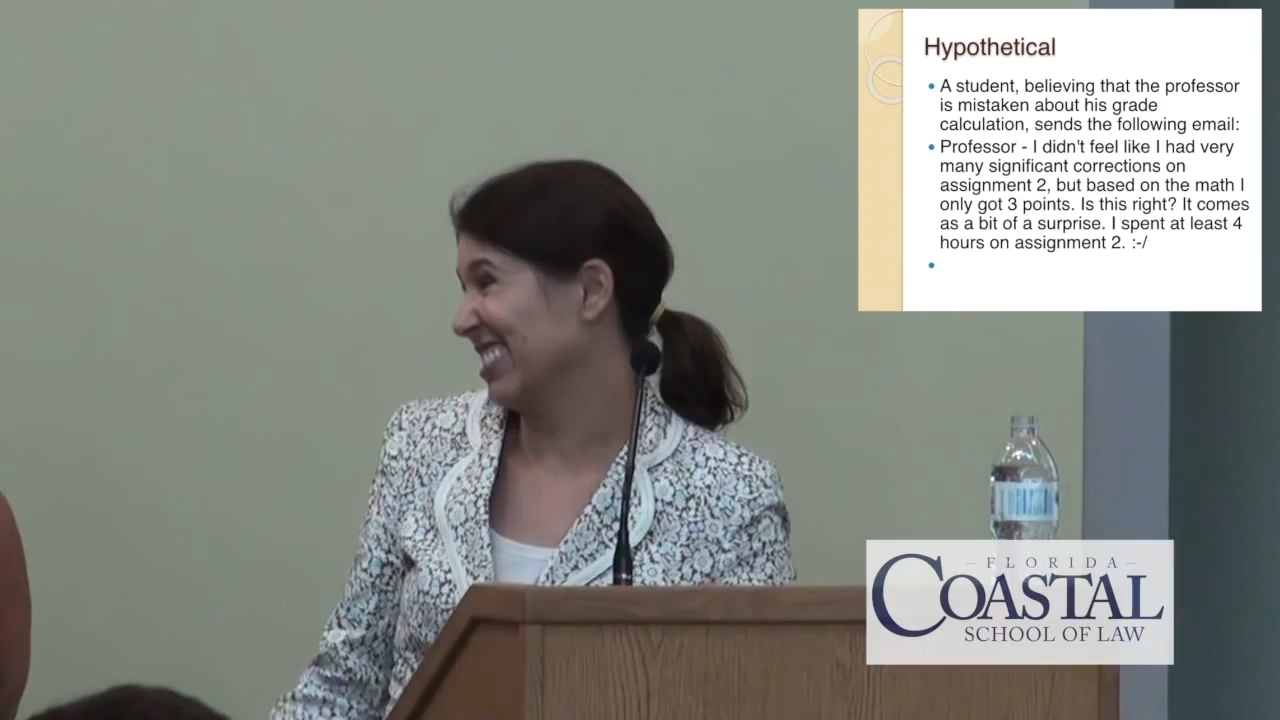 Hypothetical
• A student, believing that the professor
is mistaken about his grade
calculation, sends the following email:
• Professor - I didn't feel like I had very
many significant corrections on
assignment 2, but based on the math I
only got 3 points. Is this right? It comes
as a bit of a surprise. I spent at least 4
hours on assignment 2. :-/
•
FLORIDA
COASTAL
SCHOOL OF LAW